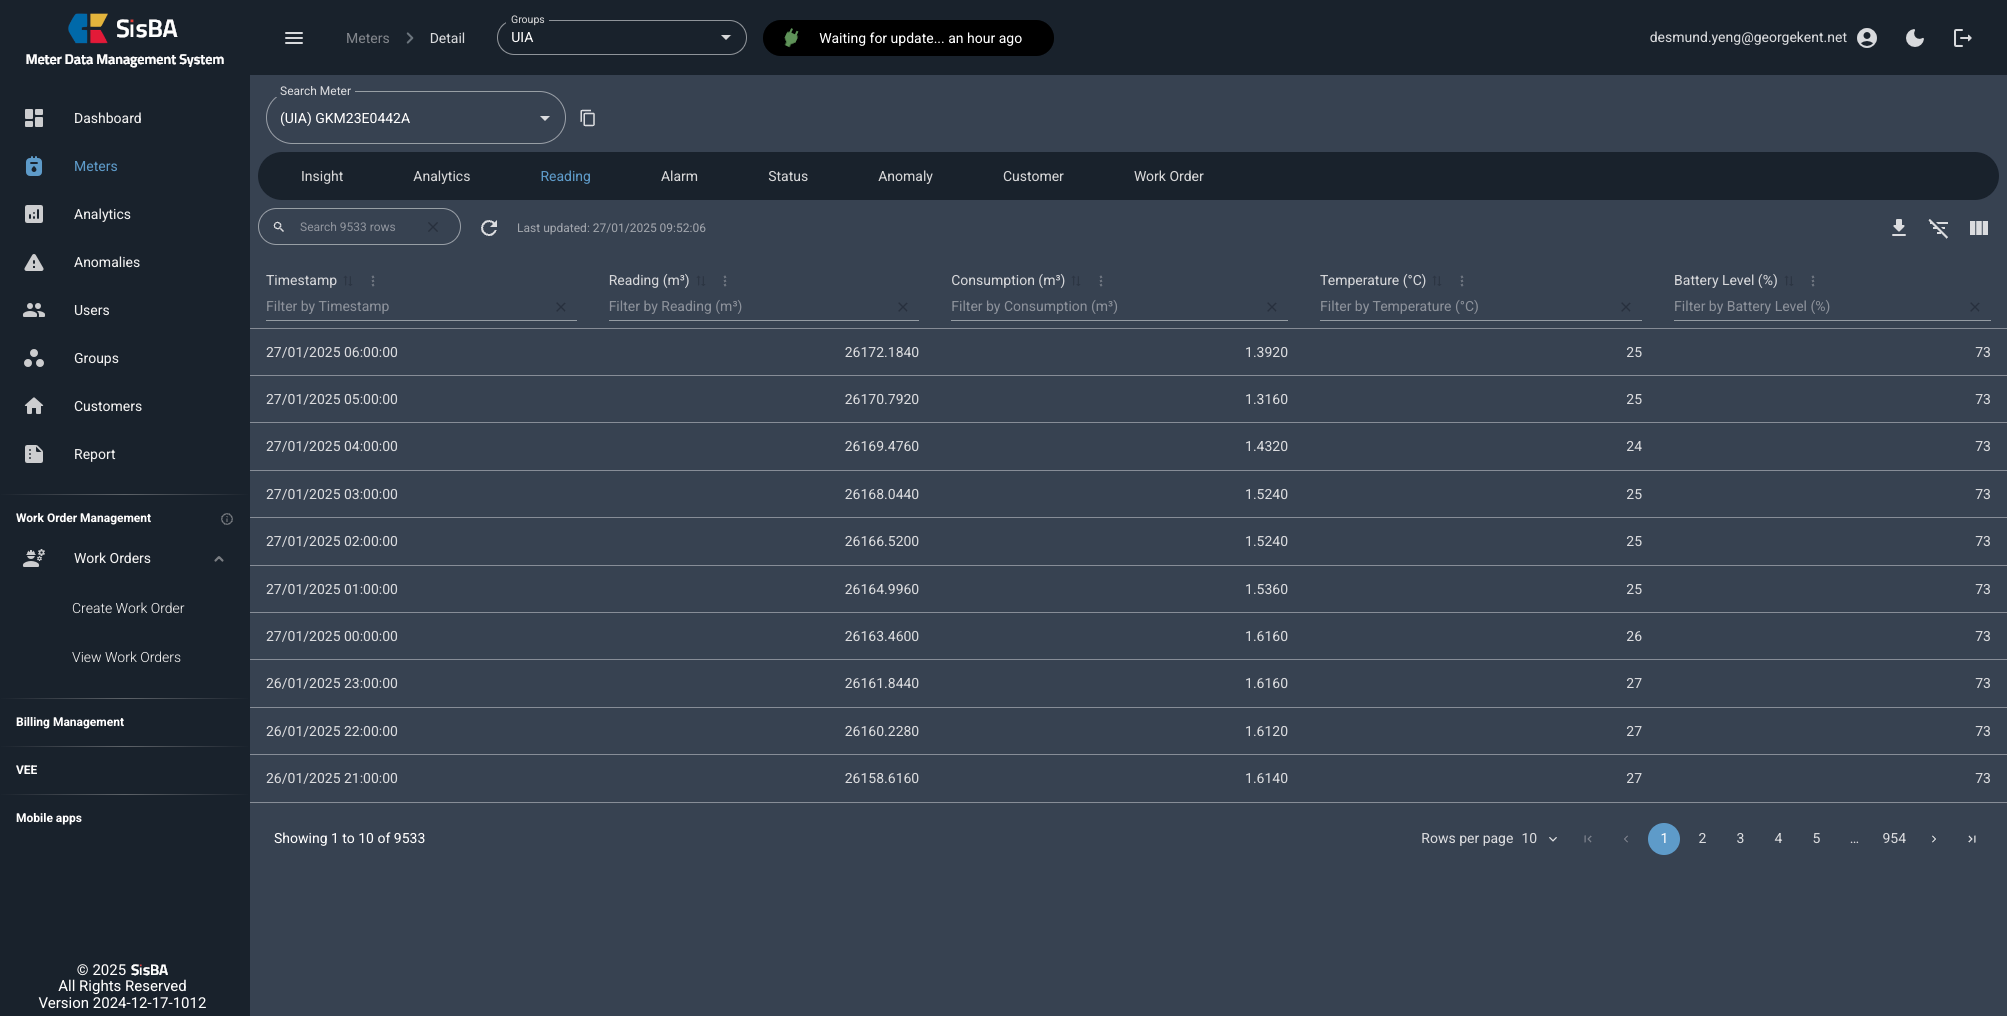 SisBA
Meter Data Management System
Dashboard
Meters
Analytics
Anomalies
Users
Groups
Customers
Report
Work Order Management
Work Orders
Create Work Order
View Work Orders
Billing Management
VEE
Mobile apps
© 2025 SisBA
All Rights Reserved
Version 2024-12-17-1012
Meters > Detail
Groups
UIA
Waiting for update... an hour ago
desmund.yeng@georgekent.net
Search Meter
(UIA) GKM23E0442A
Insight Analytics Reading Alarm Status Anomaly Customer Work Order
Search 9533 rows
Last updated: 27/01/2025 09:52:06
Timestamp Reading (m³) Consumption (m³) Temperature (°C) Battery Level (%)
Filter by Timestamp Filter by Reading (m³) Filter by Consumption (m³) Filter by Temperature (°C) Filter by Battery Level (%)
27/01/2025 06:00:00 26172.1840 1.3920 25 73
27/01/2025 05:00:00 26170.7920 1.3160 25 73
27/01/2025 04:00:00 26169.4760 1.4320 24 73
27/01/2025 03:00:00 26168.0440 1.5240 25 73
27/01/2025 02:00:00 26166.5200 1.5240 25 73
27/01/2025 01:00:00 26164.9960 1.5360 25 73
27/01/2025 00:00:00 26163.4600 1.6160 26 73
26/01/2025 23:00:00 26161.8440 1.6160 27 73
26/01/2025 22:00:00 26160.2280 1.6120 27 73
26/01/2025 21:00:00 26158.6160 1.6140 27 73
Showing 1 to 10 of 9533
Rows per page 10 1 2 3 4 5 ... 954